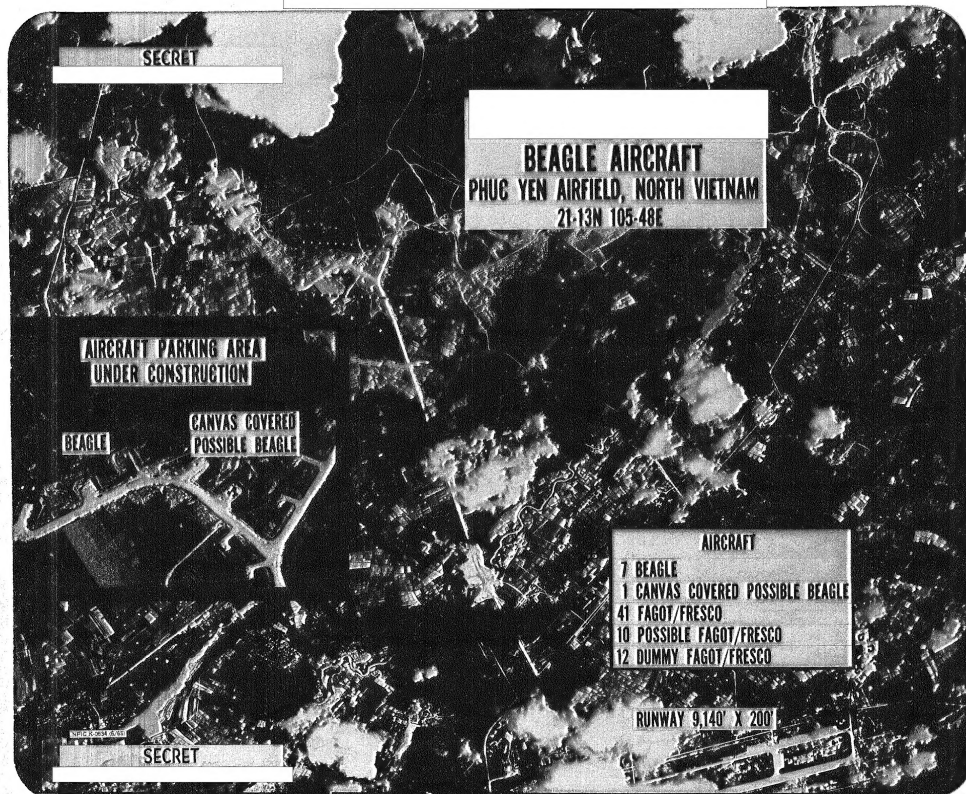 SECRET
BEAGLE AIRCRAFT
PHUC YEN AIRFIELD, NORTH VIETNAM
21-13N 105-48E
AIRCRAFT PARKING AREA
UNDER CONSTRUCTION
BEAGLE
CANVAS COVERED
POSSIBLE BEAGLE
AIRCRAFT
7 BEAGLE
1 CANVAS COVERED POSSIBLE BEAGLE
41 FAGOT/FRESCO
10 POSSIBLE FAGOT/FRESCO
12 DUMMY FAGOT/FRESCO
RUNWAY 9,140' X 200'
NPIC
SECRET